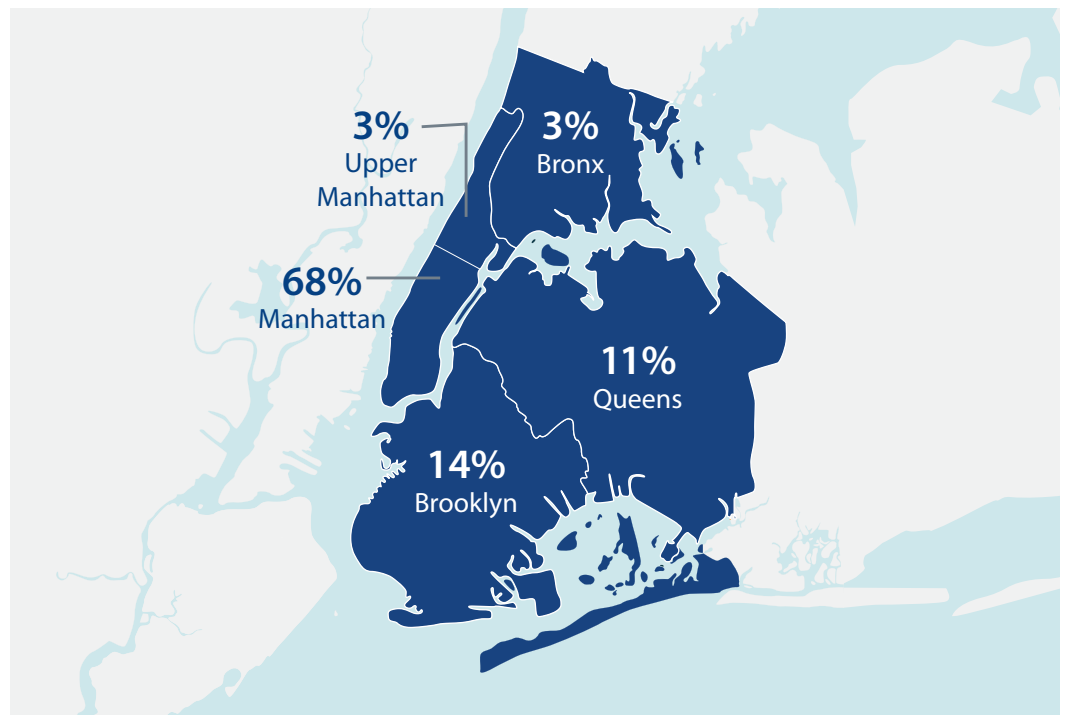 3%
Upper
Manhattan
3%
Bronx
68%
Manhattan
11%
Queens
14%
Brooklyn